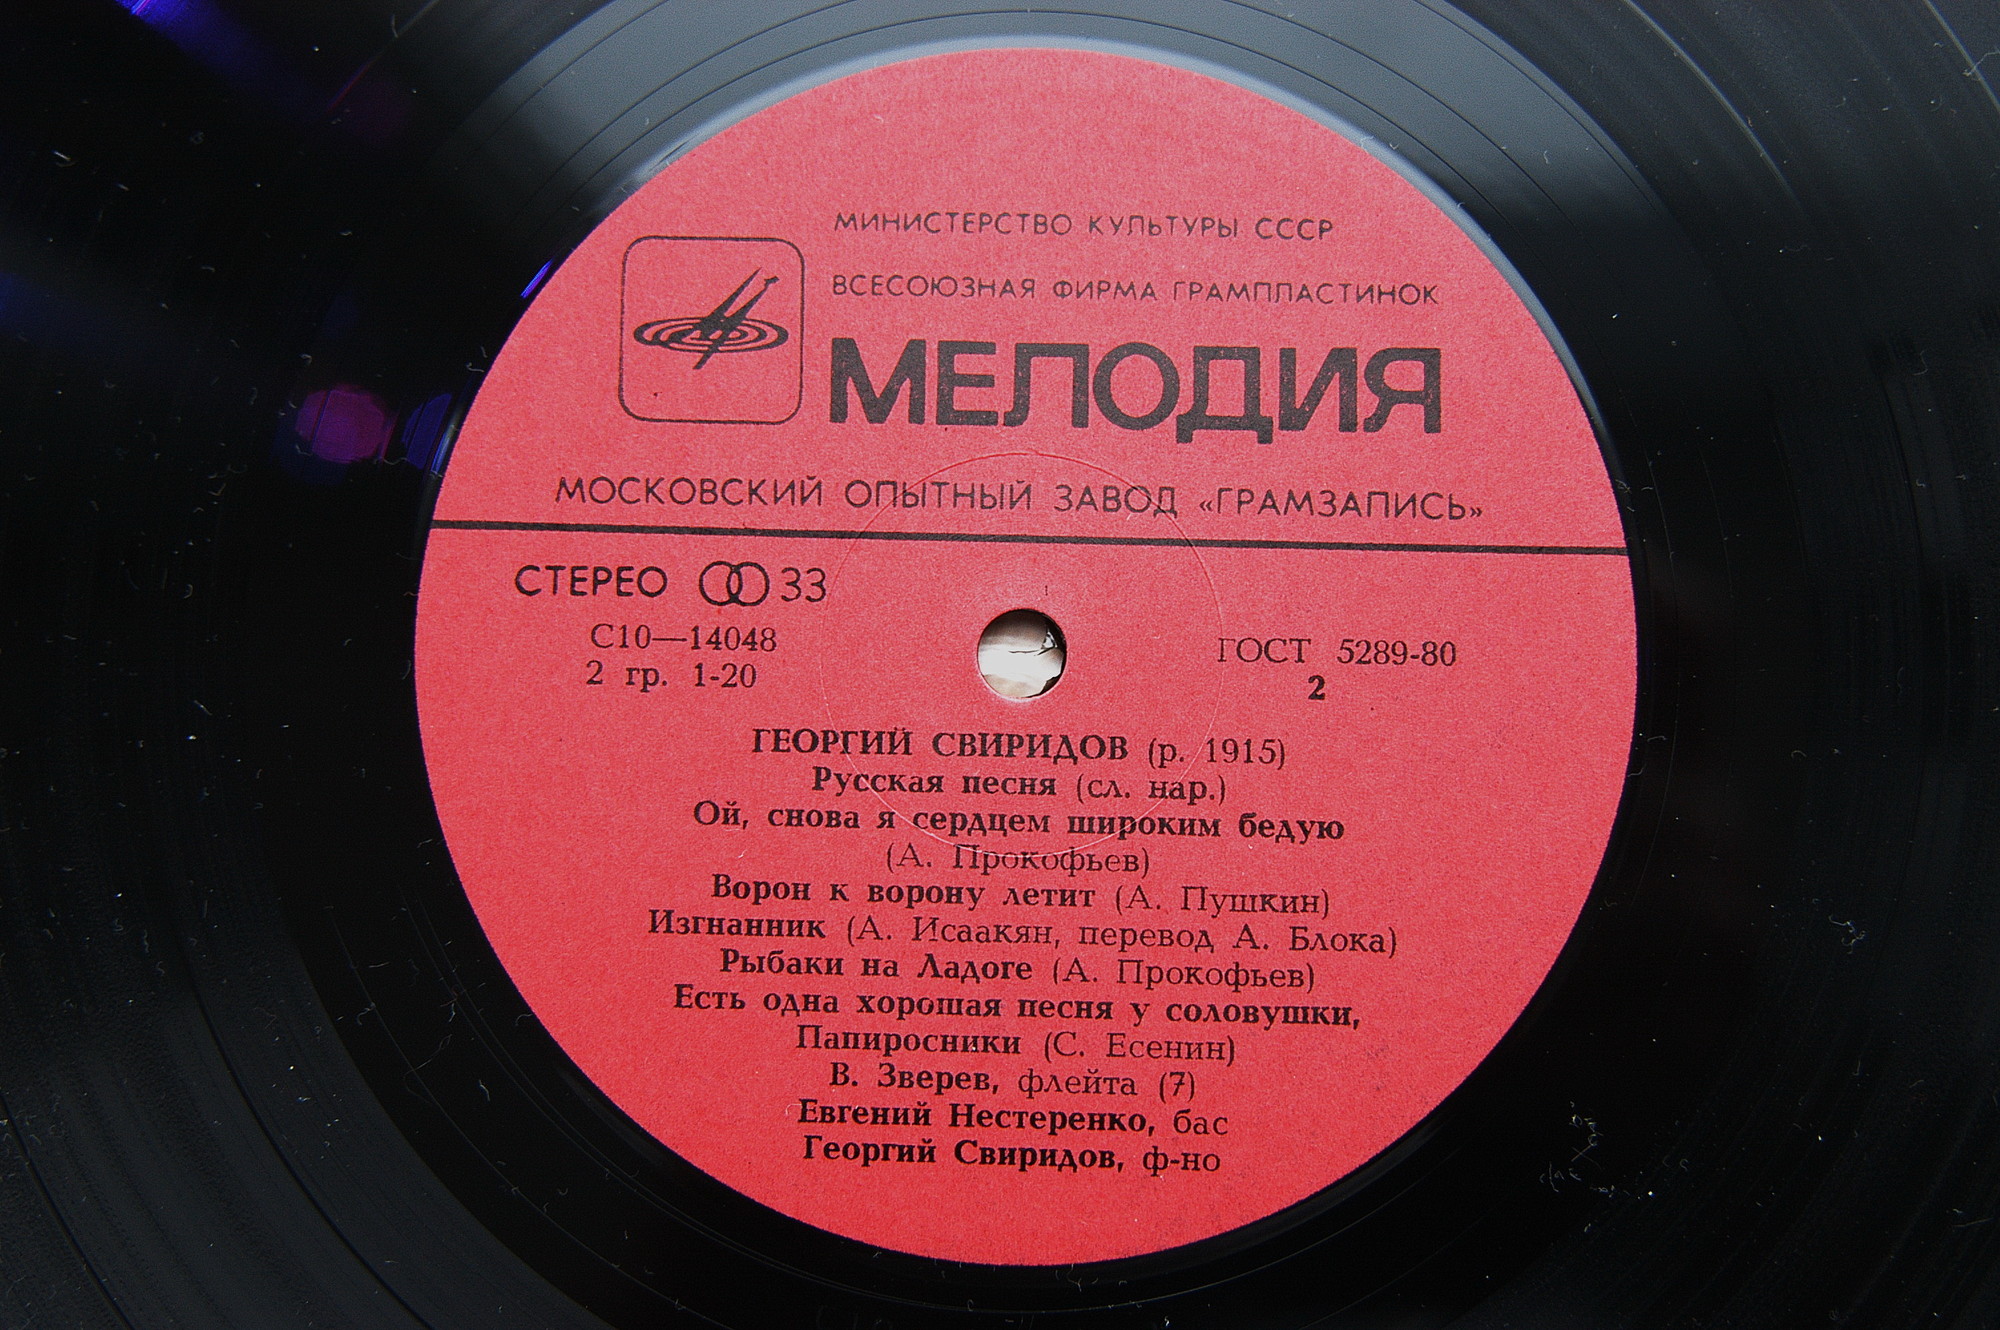 МИНИСТЕРСТВО КУЛЬТУРЫ СССР
ВСЕСОЮЗНАЯ ФИРМА ГРАМПЛАСТИНОК
МЕЛОДИЯ
МОСКОВСКИЙ ОПЫТНЫЙ ЗАВОД «ГРАМЗАПИСЬ»
СТЕРЕО 33
С10—14048
2 гр. 1-20
ГОСТ 5289-80
2
ГЕОРГИЙ СВИРИДОВ (р. 1915)
Русская песня (сл. нар.)
Ой, снова я сердцем широким бедую
(А. Прокофьев)
Ворон к ворону летит (А. Пушкин)
Изгнанник (А. Исаакян, перевод А. Блока)
Рыбаки на Ладоге (А. Прокофьев)
Есть одна хорошая песня у соловушки,
Папиросники (С. Есенин)
В. Зверев, флейта (7)
Евгений Нестеренко, бас
Георгий Свиридов, ф-но